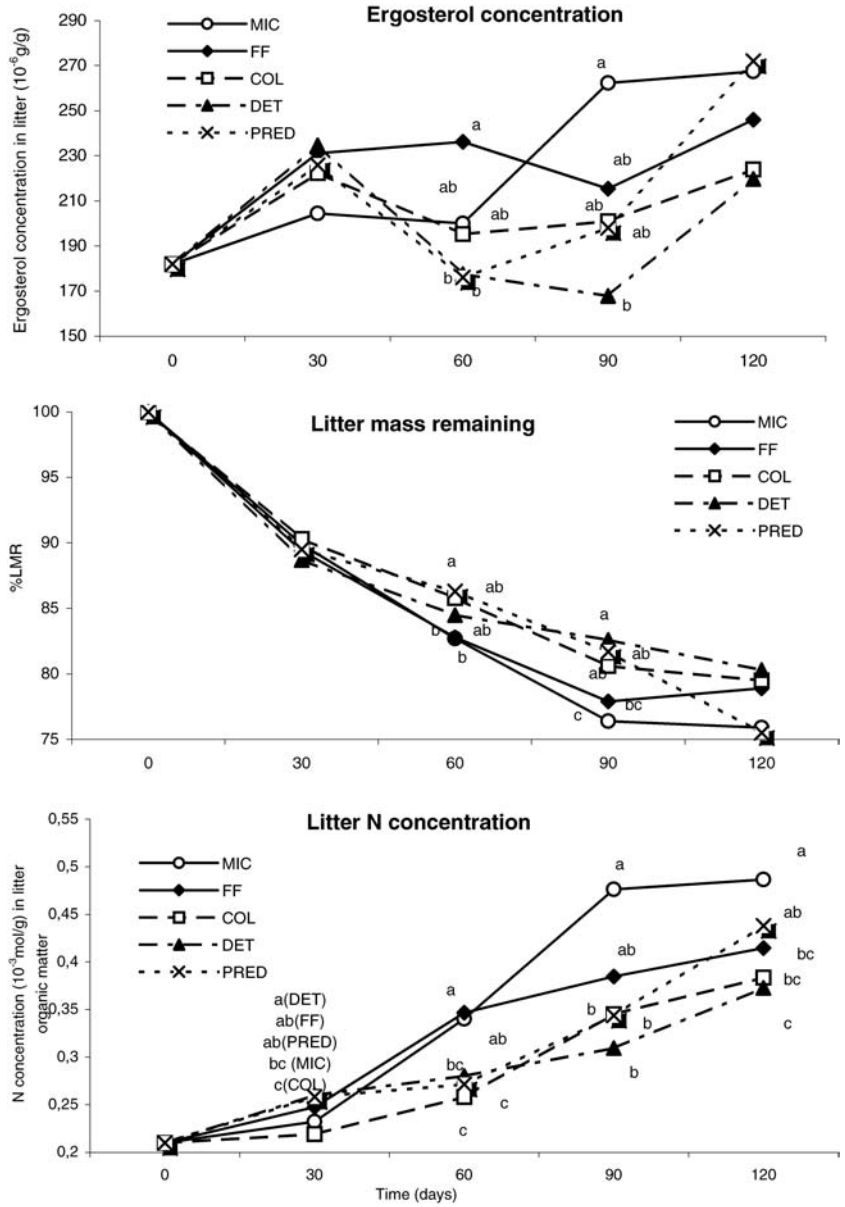 Ergosterol concentration
Ergosterol concentration in litter (10⁻⁶g/g)
290
270
250
230
210
190
170
150
MIC
FF
COL
DET
PRED
a
a
ab
ab
ab
ab
ab
b
b
b
0 30 60 90 120
Litter mass remaining
%LMR
100
95
90
85
80
75
MIC
FF
COL
DET
PRED
a
ab
a
b
ab
b
ab
ab
bc
c
0 30 60 90 120
Litter N concentration
N concentration (10⁻³mol/g) in litter
organic matter
0,55
0,5
0,45
0,4
0,35
0,3
0,25
0,2
MIC
FF
COL
DET
PRED
a(DET)
ab(FF)
ab(PRED)
bc (MIC)
c(COL)
a
a
a
ab
ab
bc
bc
b
b
c
ab
bc
b
c
c
0 30 60 90 120
Time (days)